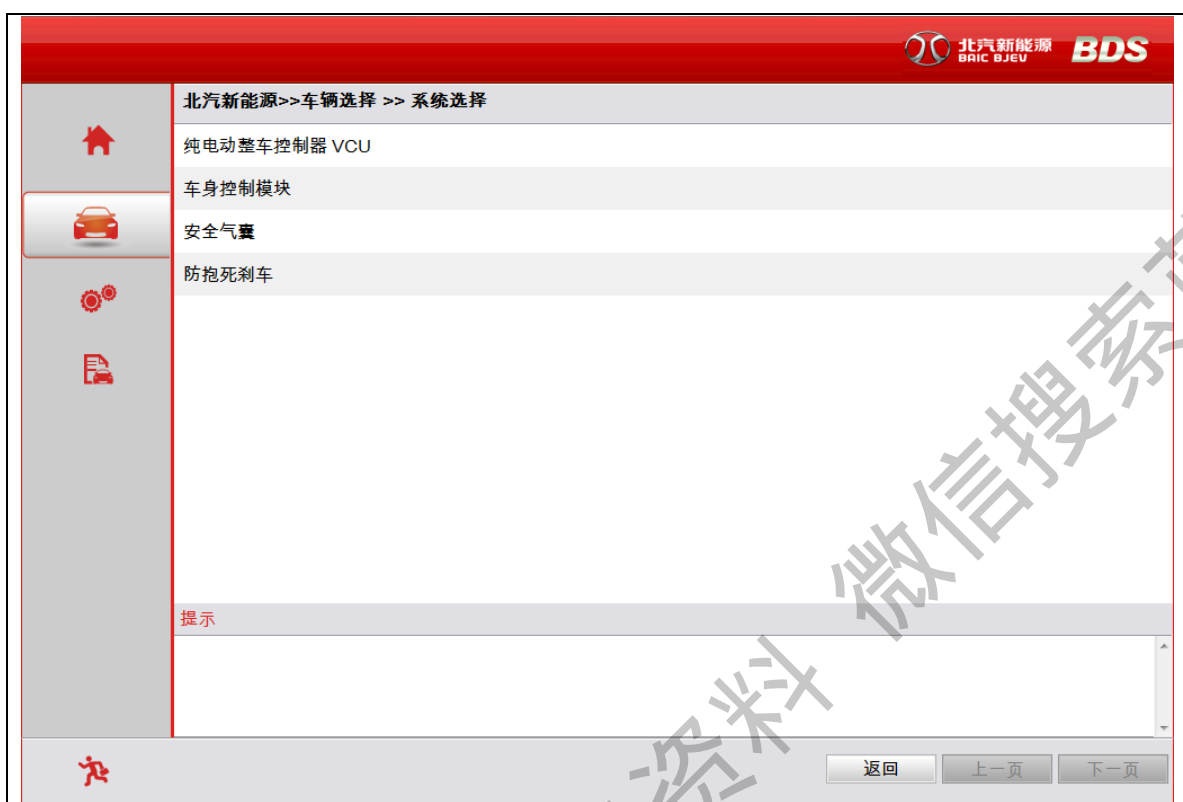 北汽新能源 BDS
BAIC BJEV
北汽新能源>>车辆选择 >> 系统选择
纯电动整车控制器 VCU
车身控制模块
安全气囊
防抱死刹车
提示
返回 上一页 下一页
资料 微信搜索